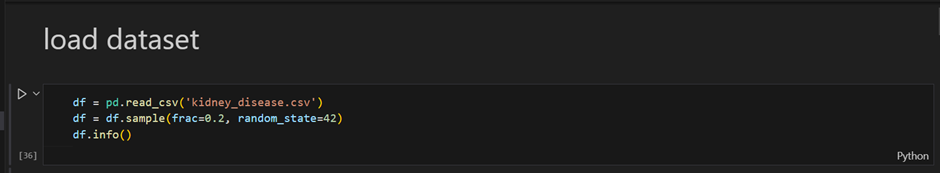 load dataset
df = pd.read_csv('kidney_disease.csv')
df = df.sample(frac=0.2, random_state=42)
df.info()
[36]
Python